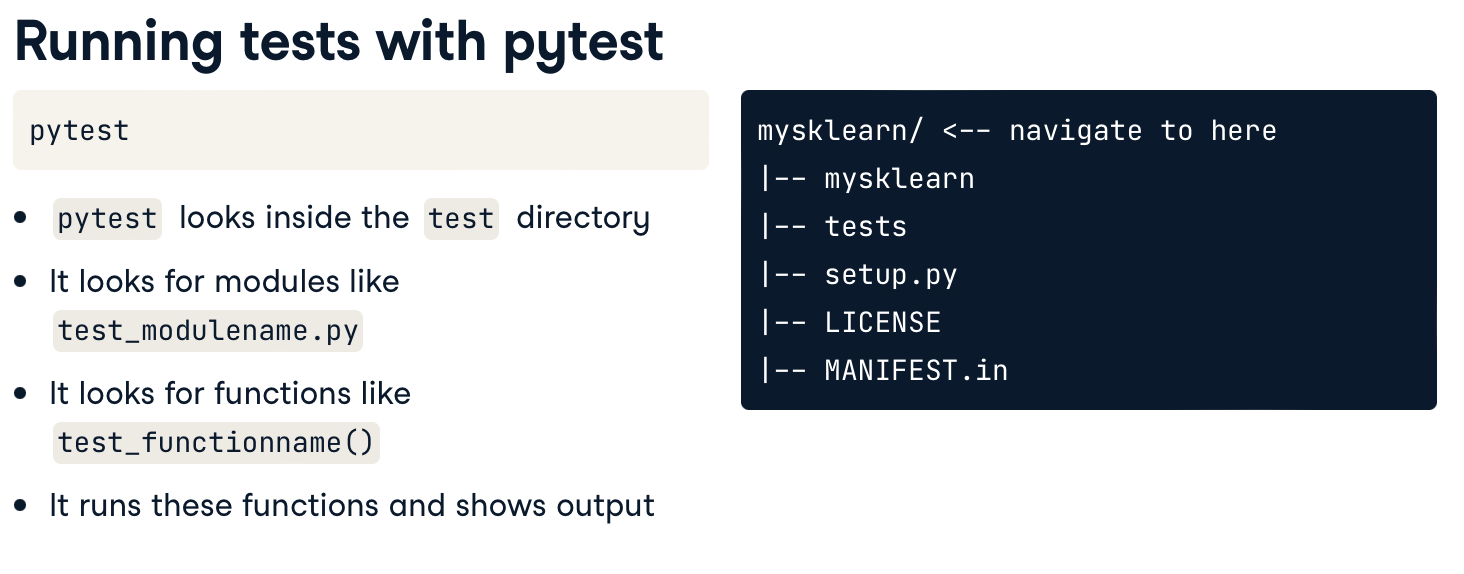 Running tests with pytest
pytest
• pytest looks inside the test directory
• It looks for modules like
test_modulename.py
• It looks for functions like
test_functionname()
• It runs these functions and shows output
mysklearn/ <-- navigate to here
|-- mysklearn
|-- tests
|-- setup.py
|-- LICENSE
|-- MANIFEST.in